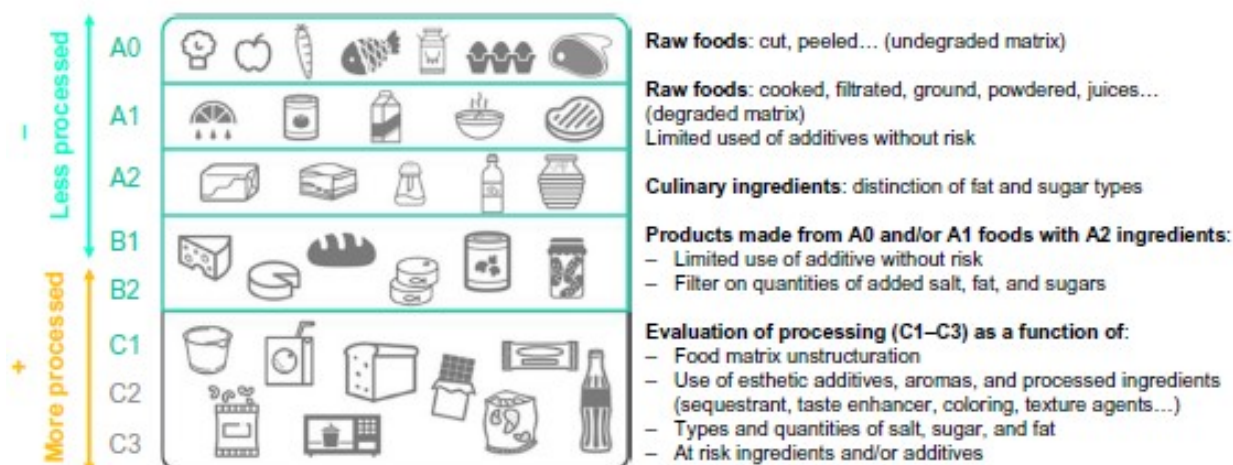 Less processed
−
More processed
+
A0
A1
A2
B1
B2
C1
C2
C3
Raw foods: cut, peeled… (undegraded matrix)
Raw foods: cooked, filtrated, ground, powdered, juices…
(degraded matrix)
Limited used of additives without risk
Culinary ingredients: distinction of fat and sugar types
Products made from A0 and/or A1 foods with A2 ingredients:
− Limited use of additive without risk
− Filter on quantities of added salt, fat, and sugars
Evaluation of processing (C1–C3) as a function of:
− Food matrix unstructuration
− Use of esthetic additives, aromas, and processed ingredients
(sequestrant, taste enhancer, coloring, texture agents…)
− Types and quantities of salt, sugar, and fat
− At risk ingredients and/or additives